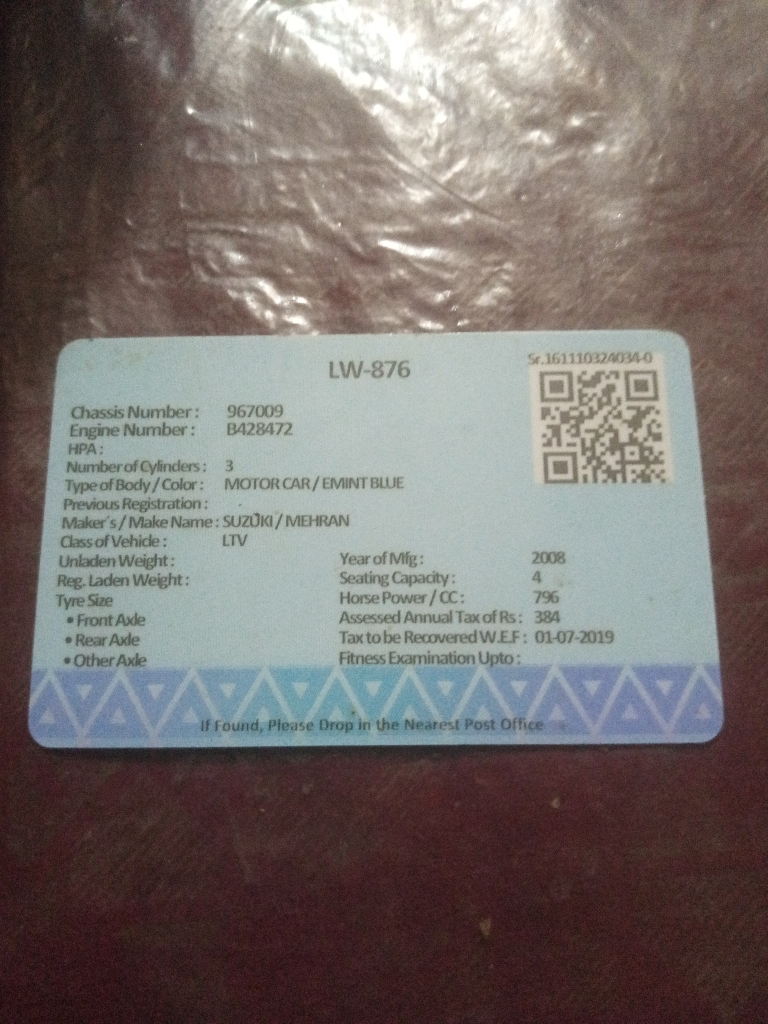 LW-876
Sr.161110324034-0
Chassis Number : 967009
Engine Number : B428472
HPA :
Number of Cylinders : 3
Type of Body / Color : MOTOR CAR / EMINT BLUE
Previous Registration :
Maker's / Make Name : SUZUKI / MEHRAN
Class of Vehicle : LTV
Unladen Weight : Year of Mfg : 2008
Reg. Laden Weight : Seating Capacity : 4
Tyre Size Horse Power / CC : 796
• Front Axle Assessed Annual Tax of Rs : 384
• Rear Axle Tax to be Recovered W.E.F : 01-07-2019
• Other Axle Fitness Examination Upto :
If Found, Please Drop in the Nearest Post Office